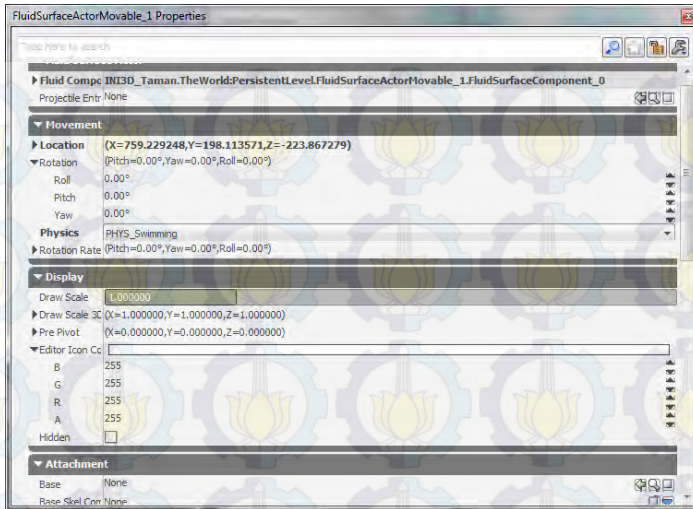 FluidSurfaceActorMovable_1 Properties
Type here to search
Fluid Compo INI3D_Taman.TheWorld:PersistentLevel.FluidSurfaceActorMovable_1.FluidSurfaceComponent_0
Projectile Entr None
Movement
Location (X=759.229248,Y=198.113571,Z=-223.867279)
Rotation (Pitch=0.00°,Yaw=0.00°,Roll=0.00°)
Roll 0.00°
Pitch 0.00°
Yaw 0.00°
Physics PHYS_Swimming
Rotation Rate (Pitch=0.00°,Yaw=0.00°,Roll=0.00°)
Display
Draw Scale 1.000000
Draw Scale 3D (X=1.000000,Y=1.000000,Z=1.000000)
Pre Pivot (X=0.000000,Y=0.000000,Z=0.000000)
Editor Icon Cc
B 255
G 255
R 255
A 255
Hidden
Attachment
Base None
Base Skel Con None